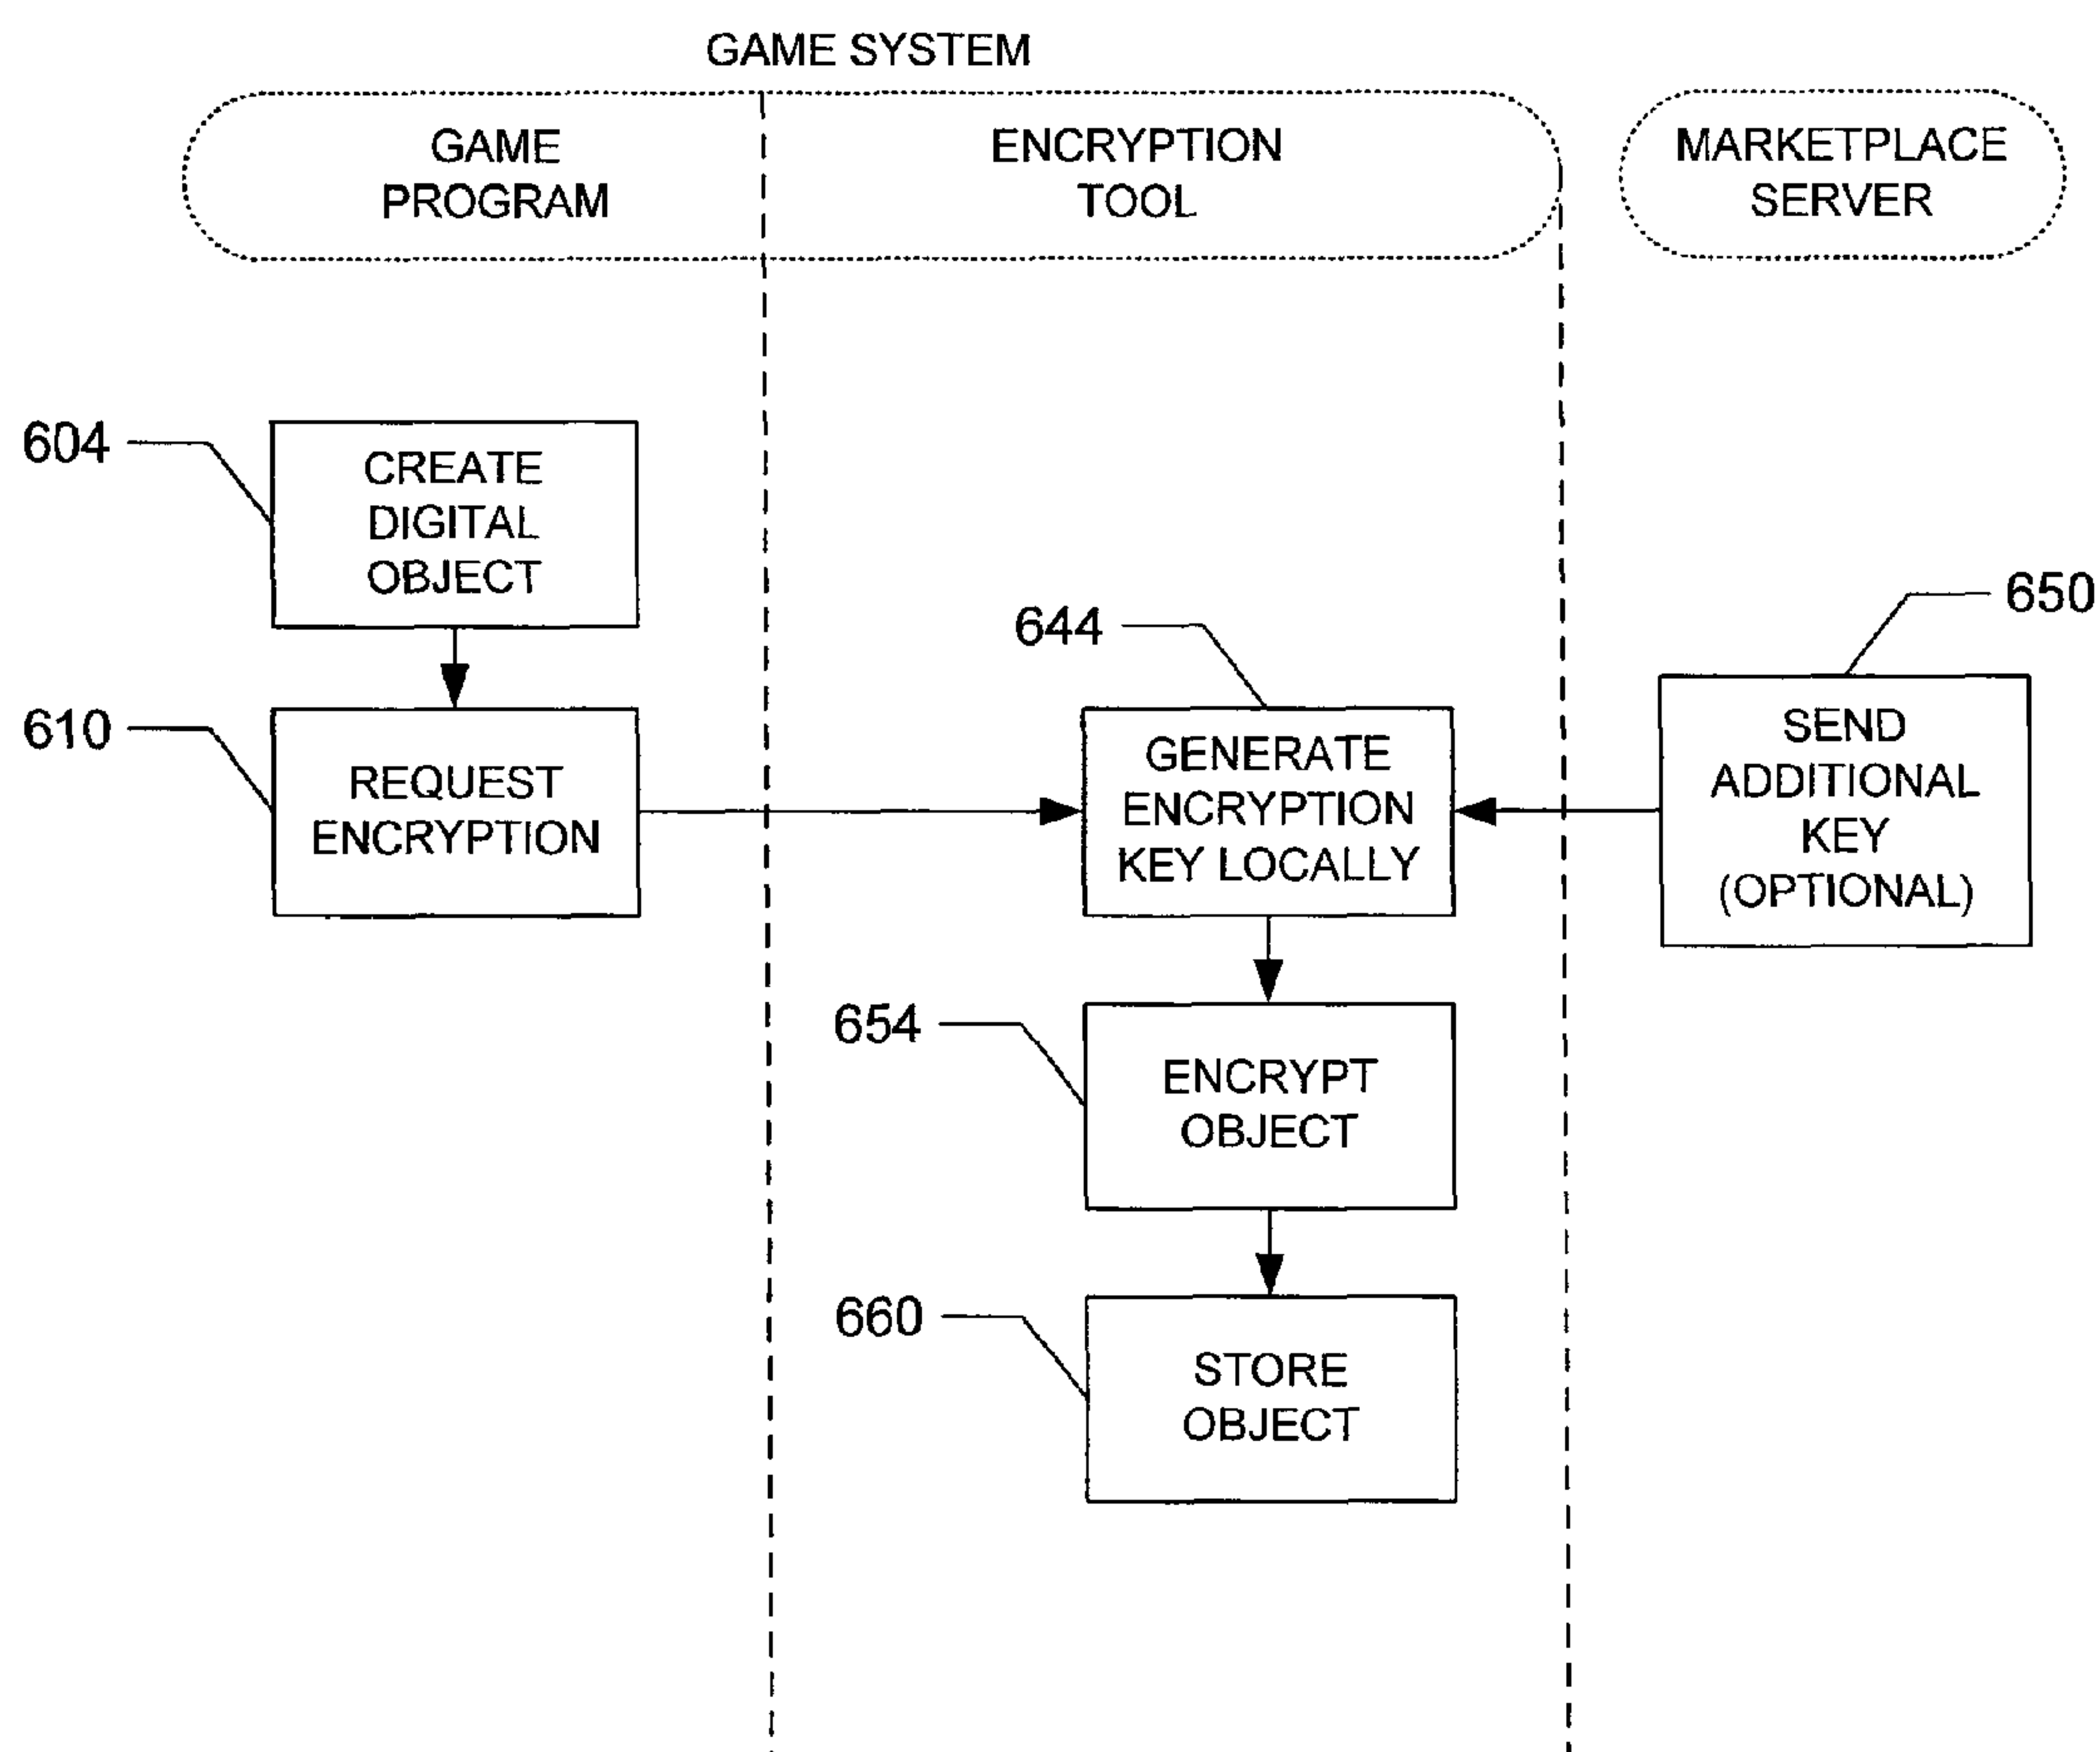 GAME SYSTEM
GAME
PROGRAM
ENCRYPTION
TOOL
MARKETPLACE
SERVER
604
CREATE
DIGITAL
OBJECT
610
REQUEST
ENCRYPTION
644
GENERATE
ENCRYPTION
KEY LOCALLY
650
SEND
ADDITIONAL
KEY
(OPTIONAL)
654
ENCRYPT
OBJECT
660
STORE
OBJECT